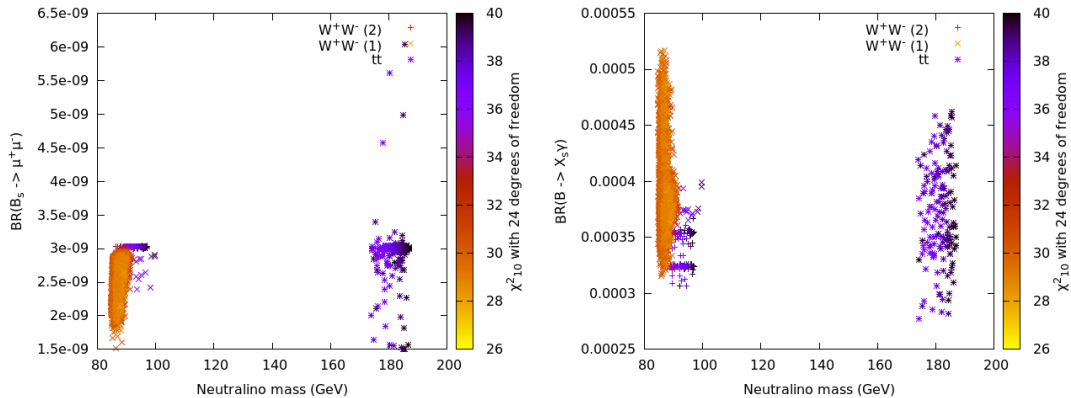 6.5e-09
6e-09
5.5e-09
5e-09
4.5e-09
4e-09
3.5e-09
3e-09
2.5e-09
2e-09
1.5e-09
BR(Bs -> μ+μ-)
80 100 120 140 160 180 200
Neutralino mass (GeV)
W+W- (2)
W+W- (1)
tt
40
38
36
34
32
30
28
26
χ²10 with 24 degrees of freedom
0.00055
0.0005
0.00045
0.0004
0.00035
0.0003
0.00025
BR(B -> Xsγ)
80 100 120 140 160 180 200
Neutralino mass (GeV)
W+W- (2)
W+W- (1)
tt
40
38
36
34
32
30
28
26
χ²10 with 24 degrees of freedom